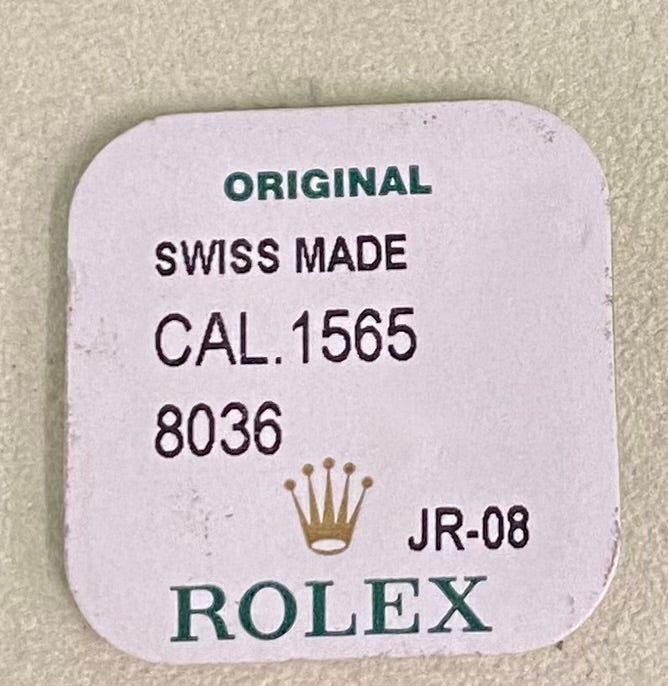 ORIGINAL
SWISS MADE
CAL.1565
8036
JR-08
ROLEX